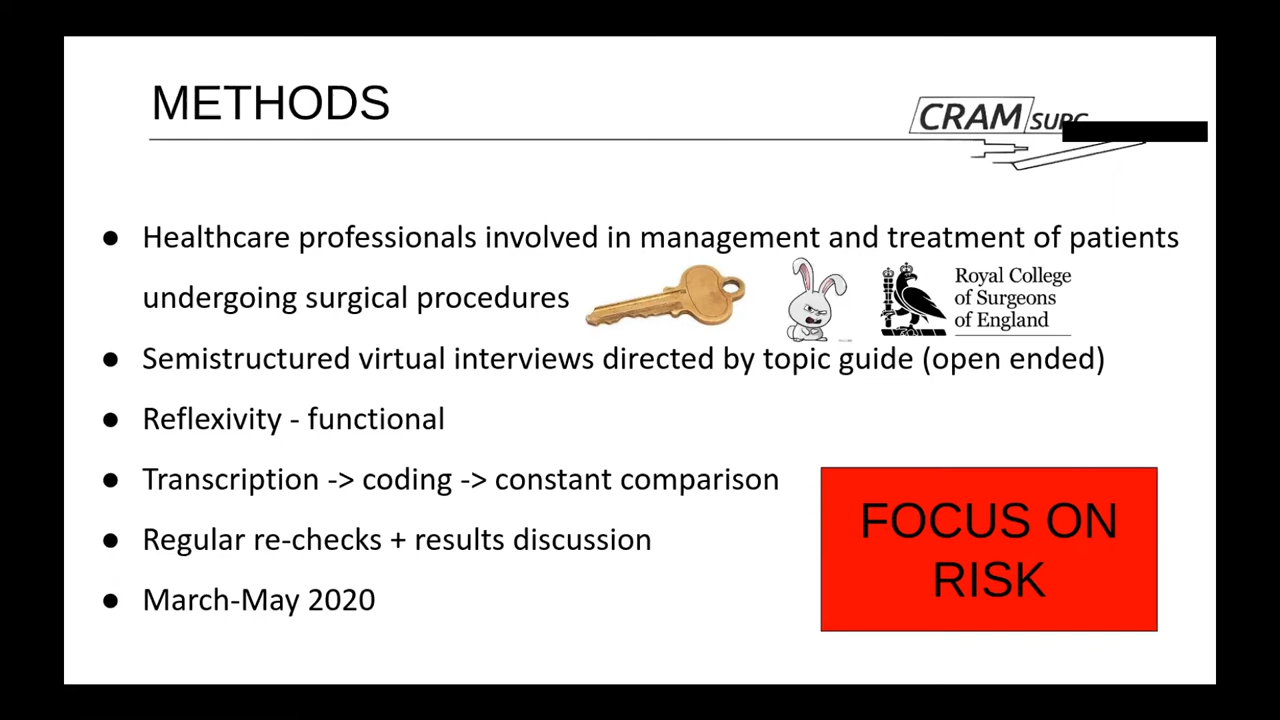 METHODS
CRAM SURG
● Healthcare professionals involved in management and treatment of patients
undergoing surgical procedures
Royal College
of Surgeons
of England
● Semistructured virtual interviews directed by topic guide (open ended)
● Reflexivity - functional
● Transcription -> coding -> constant comparison
● Regular re-checks + results discussion
● March-May 2020
FOCUS ON
RISK